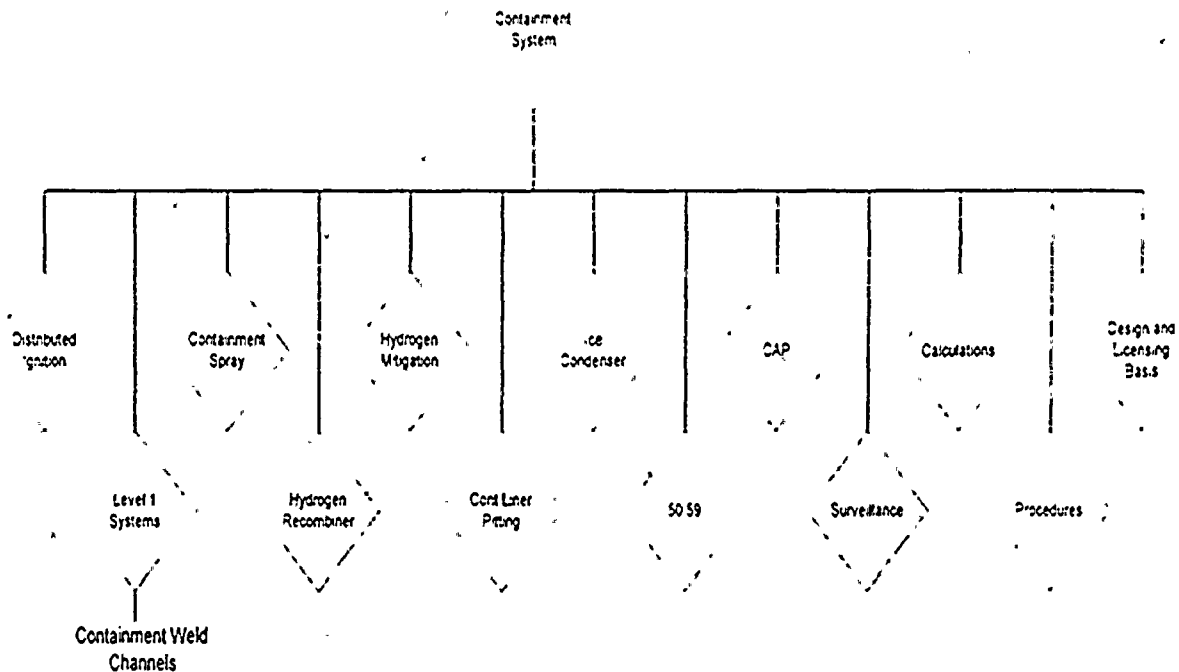 Containment
System
Distributed
Ignition
Containment
Spray
Hydrogen
Mitigation
Ice
Condenser
CAP
Calculations
Design and
Licensing
Basis
Level 1
Systems
Hydrogen
Recombiner
Cont Liner
Pitting
50 59
Surveillance
Procedures
Containment Weld
Channels